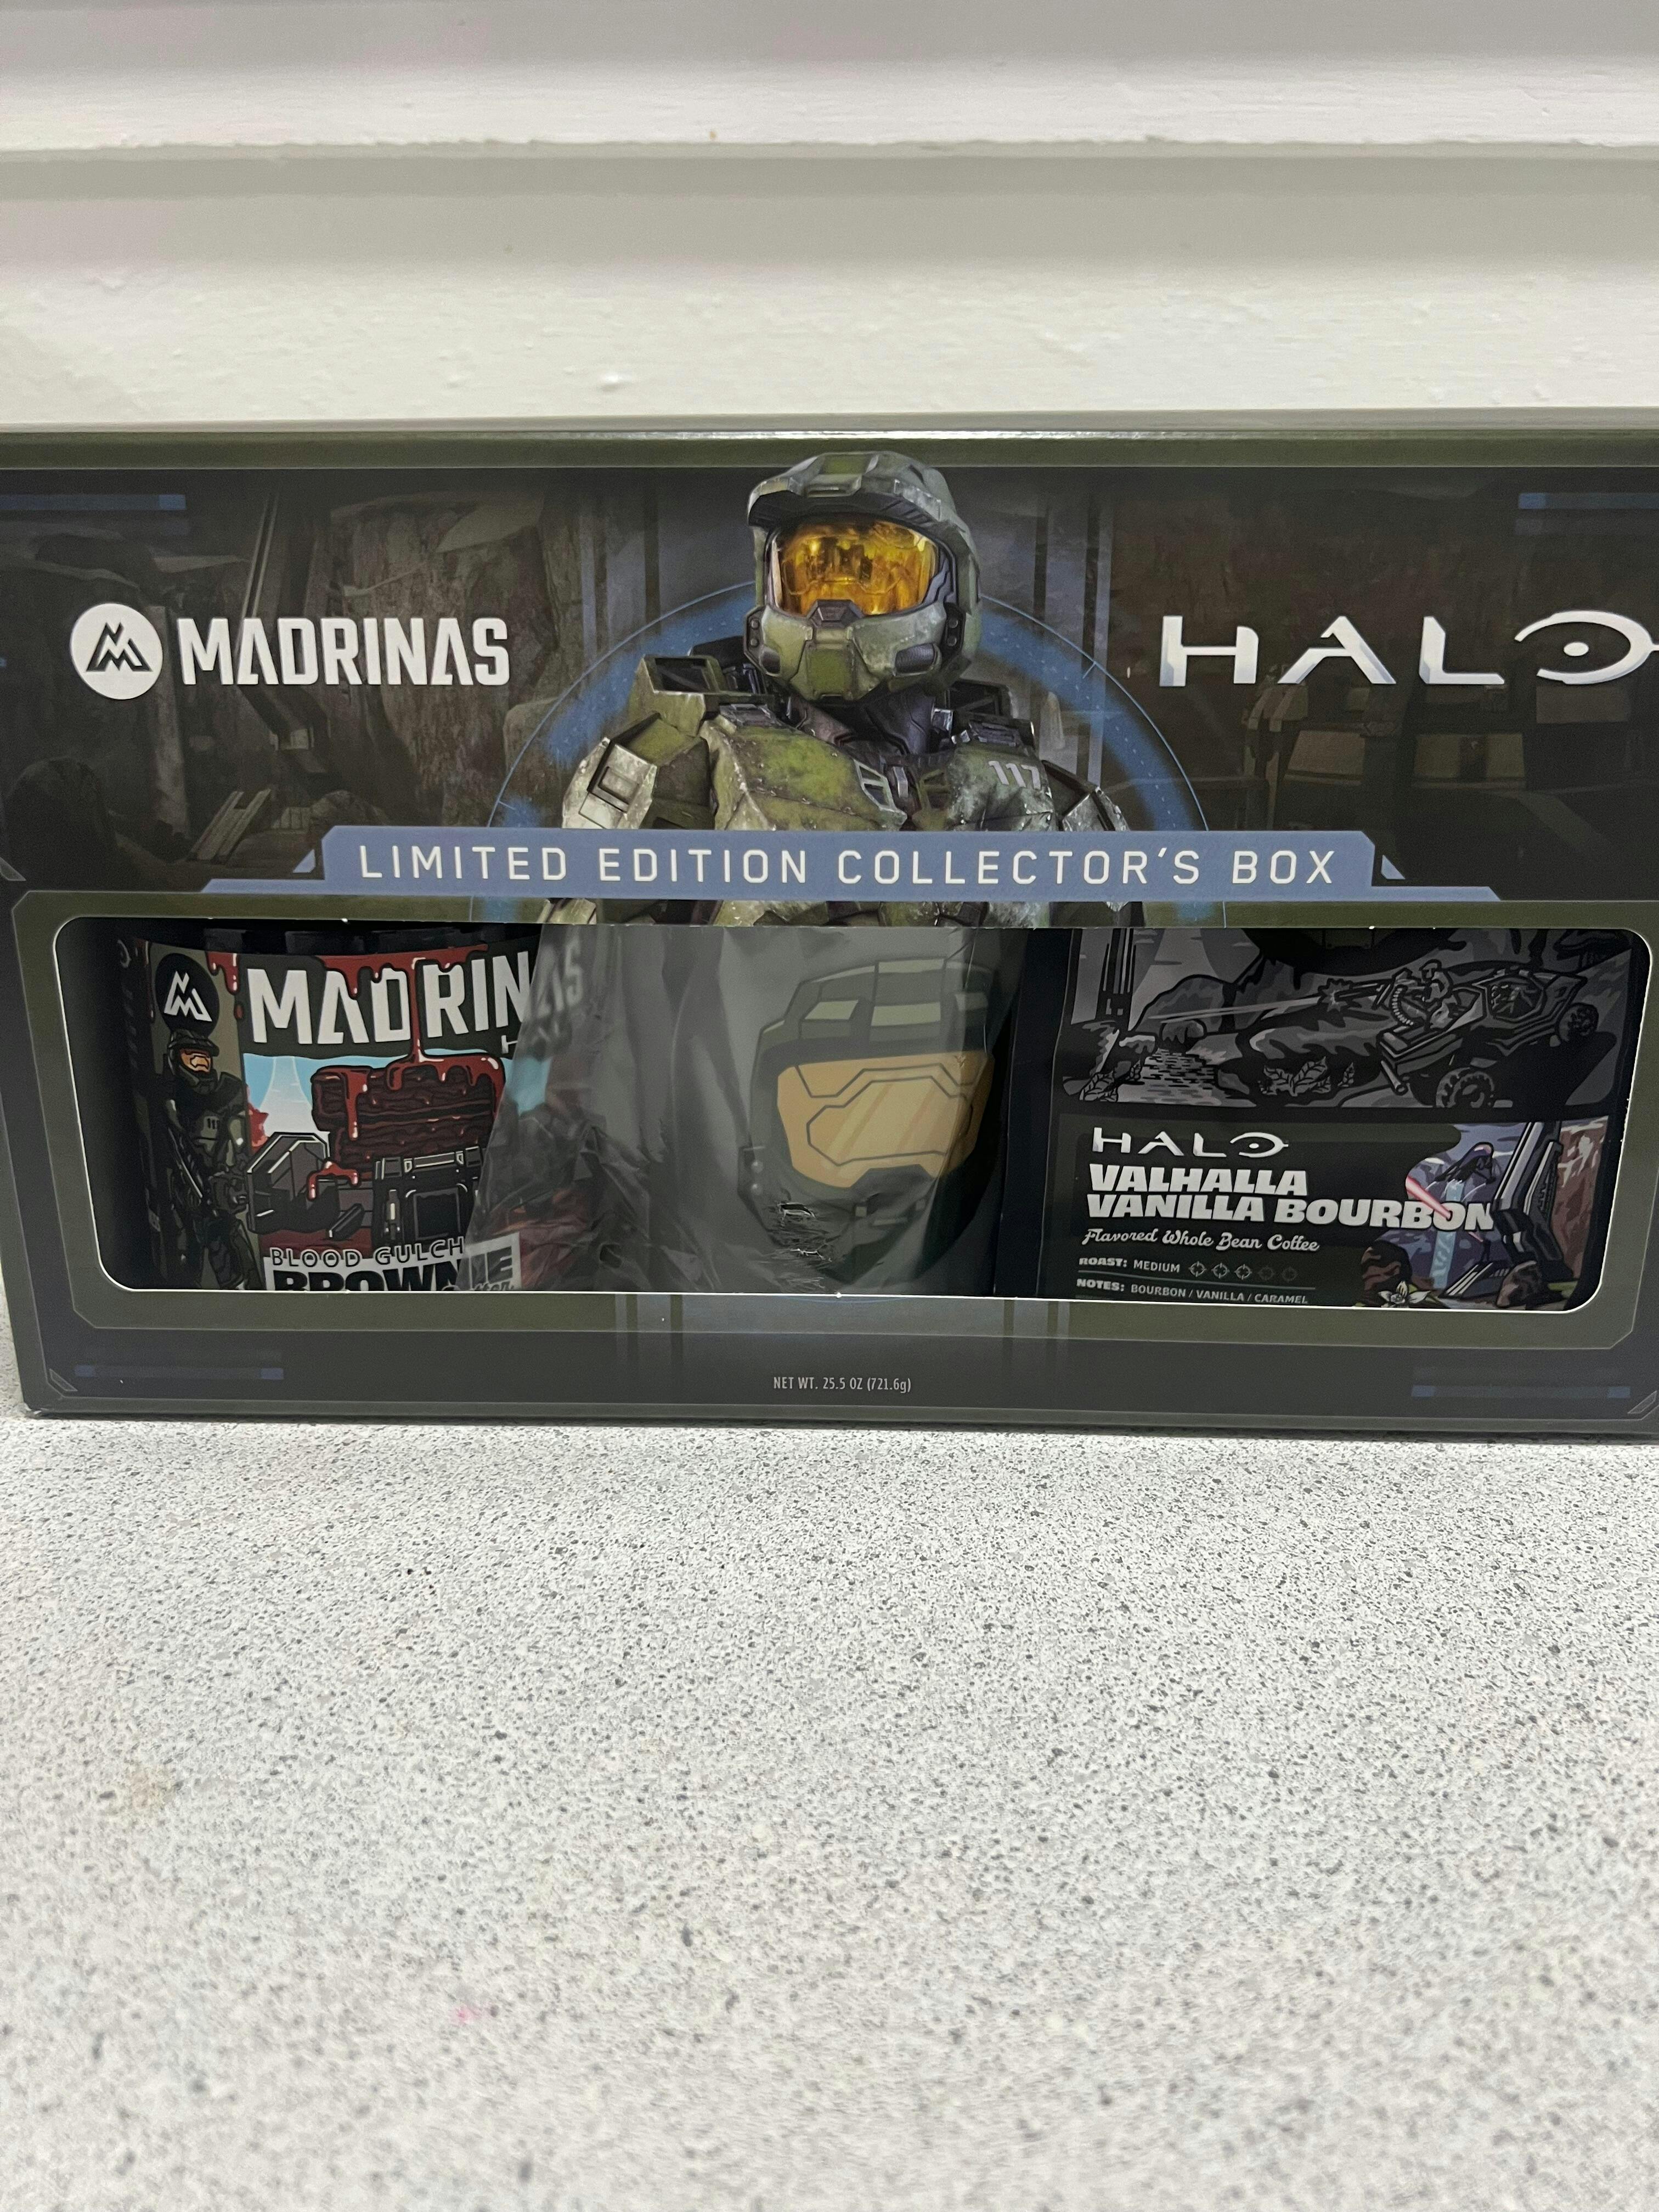 MADRINAS
HALO
117
LIMITED EDITION COLLECTOR'S BOX
MADRIN
BLOOD GULCH
BROWNIE
HALO
VALHALLA
VANILLA BOURBON
Flavored Whole Bean Coffee
ROAST: MEDIUM
NOTES: BOURBON / VANILLA / CARAMEL
NET WT. 25.5 OZ (721.6g)